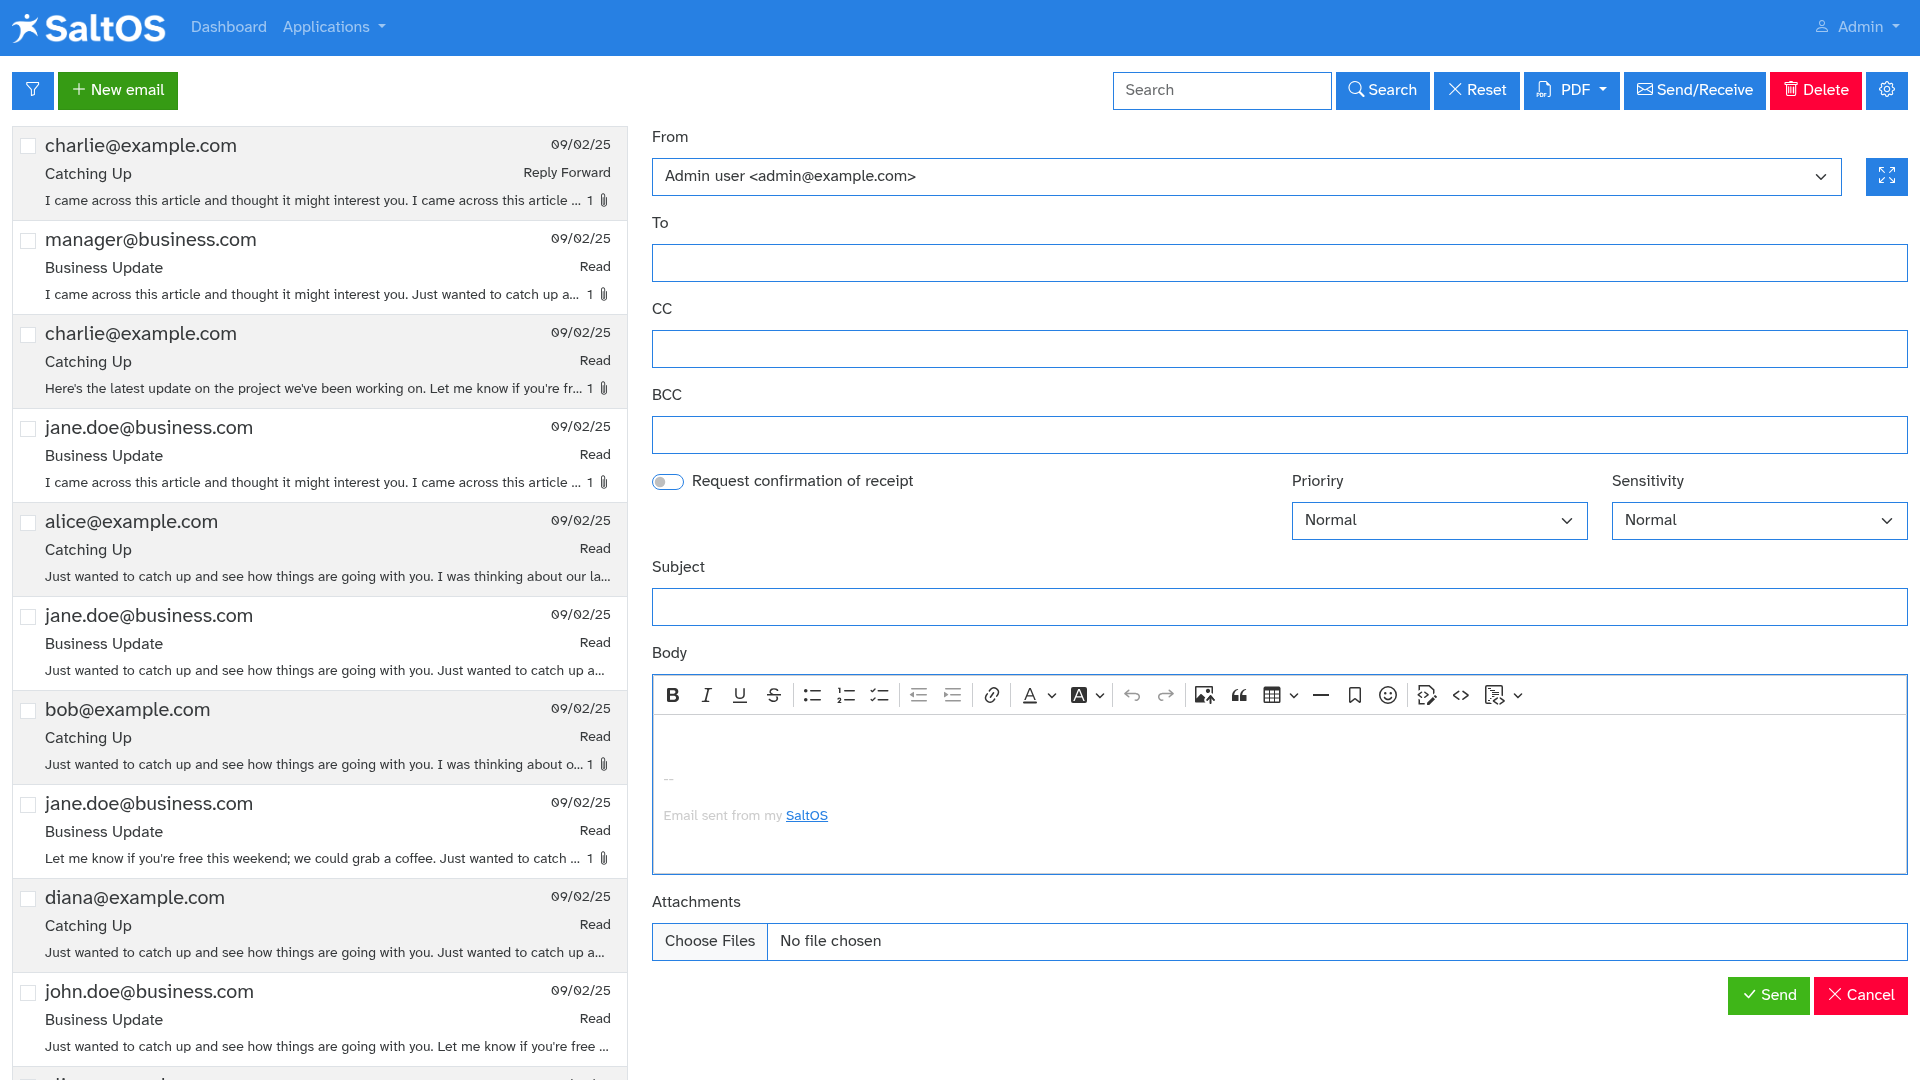 SaltOS
Dashboard
Applications
Admin
New email
Search
Search
Reset
PDF
Send/Receive
Delete
charlie@example.com
09/02/25
Catching Up
Reply Forward
I came across this article and thought it might interest you. I came across this article ...
1
manager@business.com
09/02/25
Business Update
Read
I came across this article and thought it might interest you. Just wanted to catch up a...
1
charlie@example.com
09/02/25
Catching Up
Read
Here's the latest update on the project we've been working on. Let me know if you're fr...
1
jane.doe@business.com
09/02/25
Business Update
Read
I came across this article and thought it might interest you. I came across this article ...
1
alice@example.com
09/02/25
Catching Up
Read
Just wanted to catch up and see how things are going with you. I was thinking about our la...
jane.doe@business.com
09/02/25
Business Update
Read
Just wanted to catch up and see how things are going with you. Just wanted to catch up a...
bob@example.com
09/02/25
Catching Up
Read
Just wanted to catch up and see how things are going with you. I was thinking about o...
1
jane.doe@business.com
09/02/25
Business Update
Read
Let me know if you're free this weekend; we could grab a coffee. Just wanted to catch ...
1
diana@example.com
09/02/25
Catching Up
Read
Just wanted to catch up and see how things are going with you. Just wanted to catch up a...
john.doe@business.com
09/02/25
Business Update
Read
Just wanted to catch up and see how things are going with you. Let me know if you're free ...
From
Admin user <admin@example.com>
To
CC
BCC
Request confirmation of receipt
Prioriry
Normal
Sensitivity
Normal
Subject
Body
--
Email sent from my SaltOS
Attachments
Choose Files
No file chosen
Send
Cancel